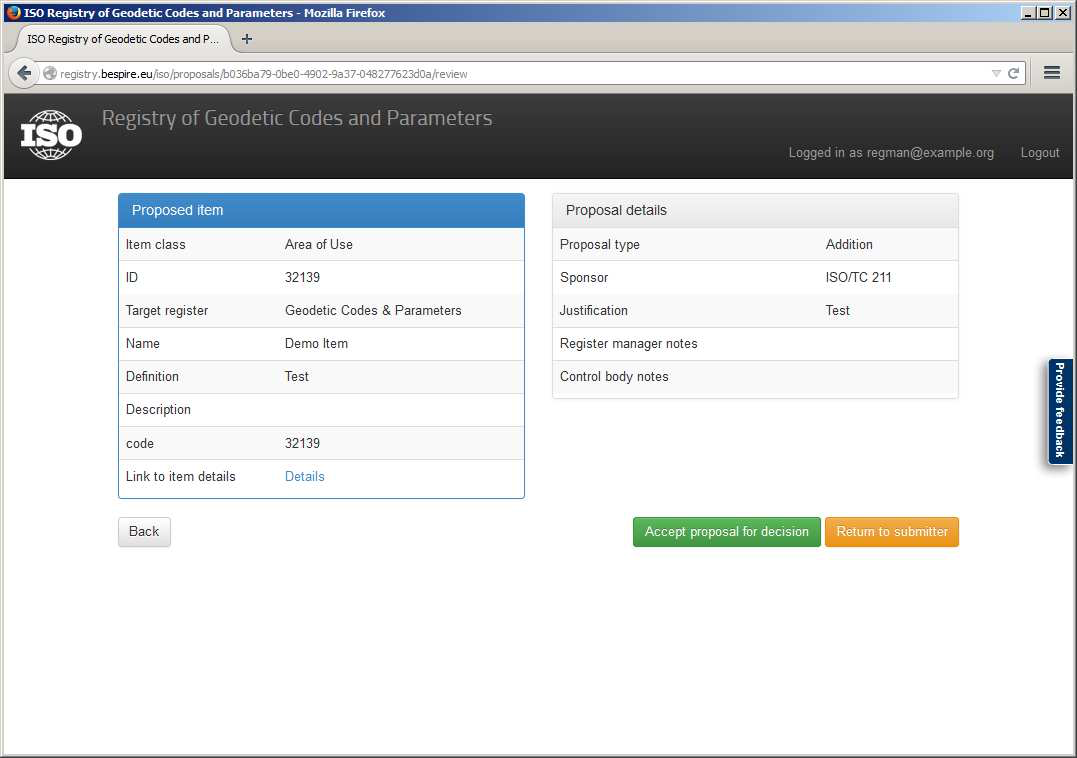 ISO Registry of Geodetic Codes and Parameters - Mozilla Firefox
ISO Registry of Geodetic Codes and P...
registry.bespire.eu/iso/proposals/b036ba79-0be0-4902-9a37-048277623d0a/review
ISO
Registry of Geodetic Codes and Parameters
Logged in as regman@example.org Logout
Proposed item
Item class Area of Use
ID 32139
Target register Geodetic Codes & Parameters
Name Demo Item
Definition Test
Description
code 32139
Link to item details Details
Proposal details
Proposal type Addition
Sponsor ISO/TC 211
Justification Test
Register manager notes
Control body notes
Provide feedback
Back
Accept proposal for decision Return to submitter